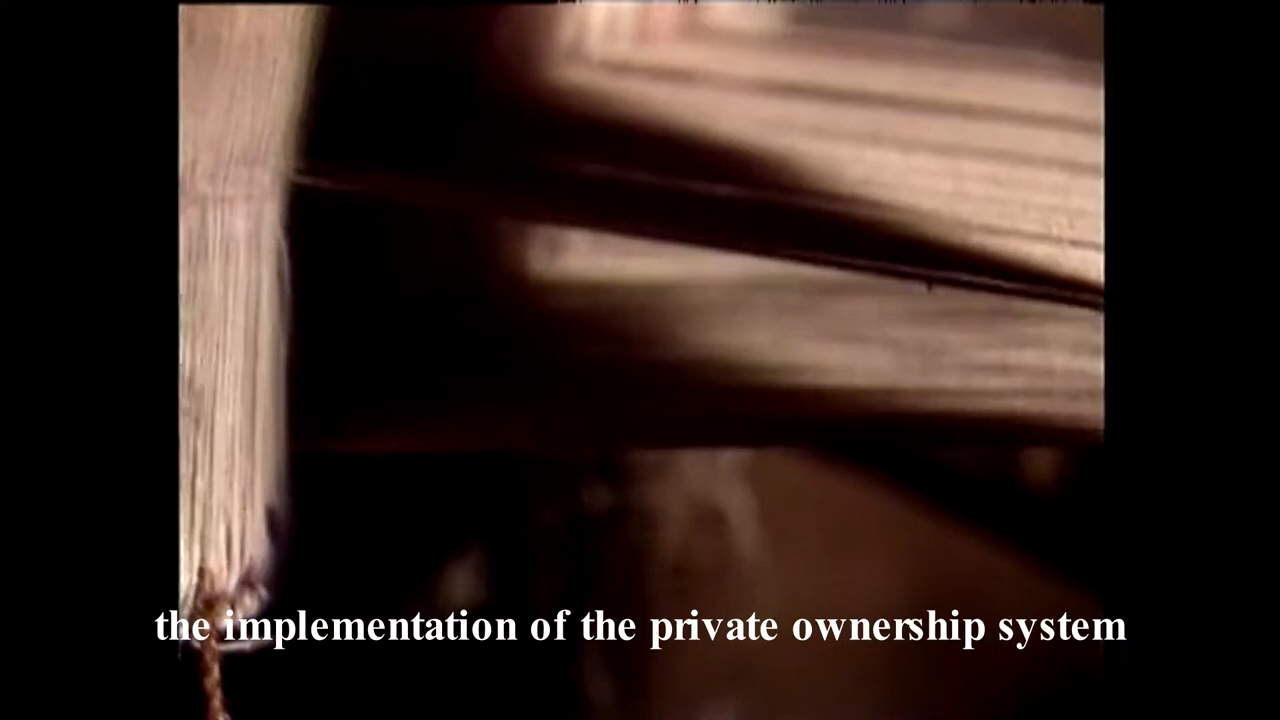 the implementation of the private ownership system